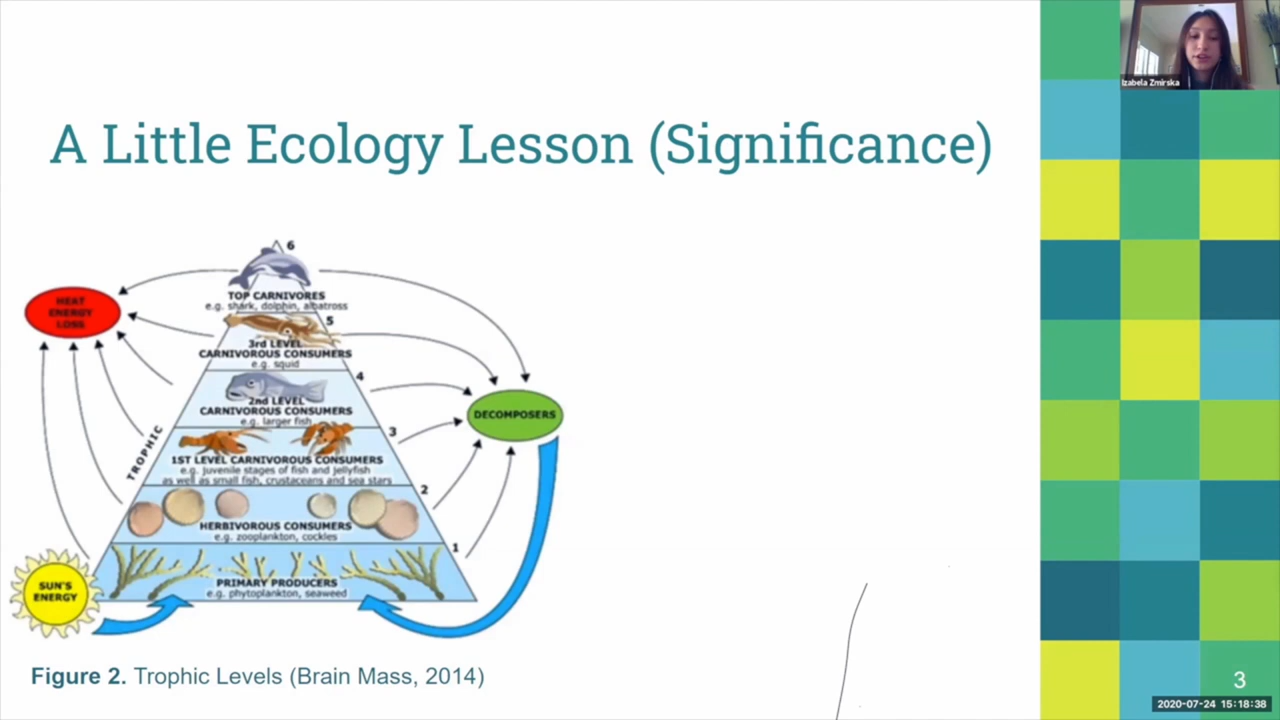 Izabela Zmirska
A Little Ecology Lesson (Significance)
6
HEAT
ENERGY
LOSS
TOP CARNIVORES
e.g. shark, dolphin, albatross
5
3rd LEVEL
CARNIVOROUS CONSUMERS
e.g. squid
4
2nd LEVEL
CARNIVOROUS CONSUMERS
e.g. larger fish
DECOMPOSERS
3
TROPHIC
1ST LEVEL CARNIVOROUS CONSUMERS
e.g. juvenile stages of fish and jellyfish
as well as small fish, crustaceans and sea stars
2
HERBIVOROUS CONSUMERS
e.g. zooplankton, cockles
1
SUN'S
ENERGY
PRIMARY PRODUCERS
e.g. phytoplankton, seaweed
Figure 2. Trophic Levels (Brain Mass, 2014)
3
2020-07-24 15:18:38